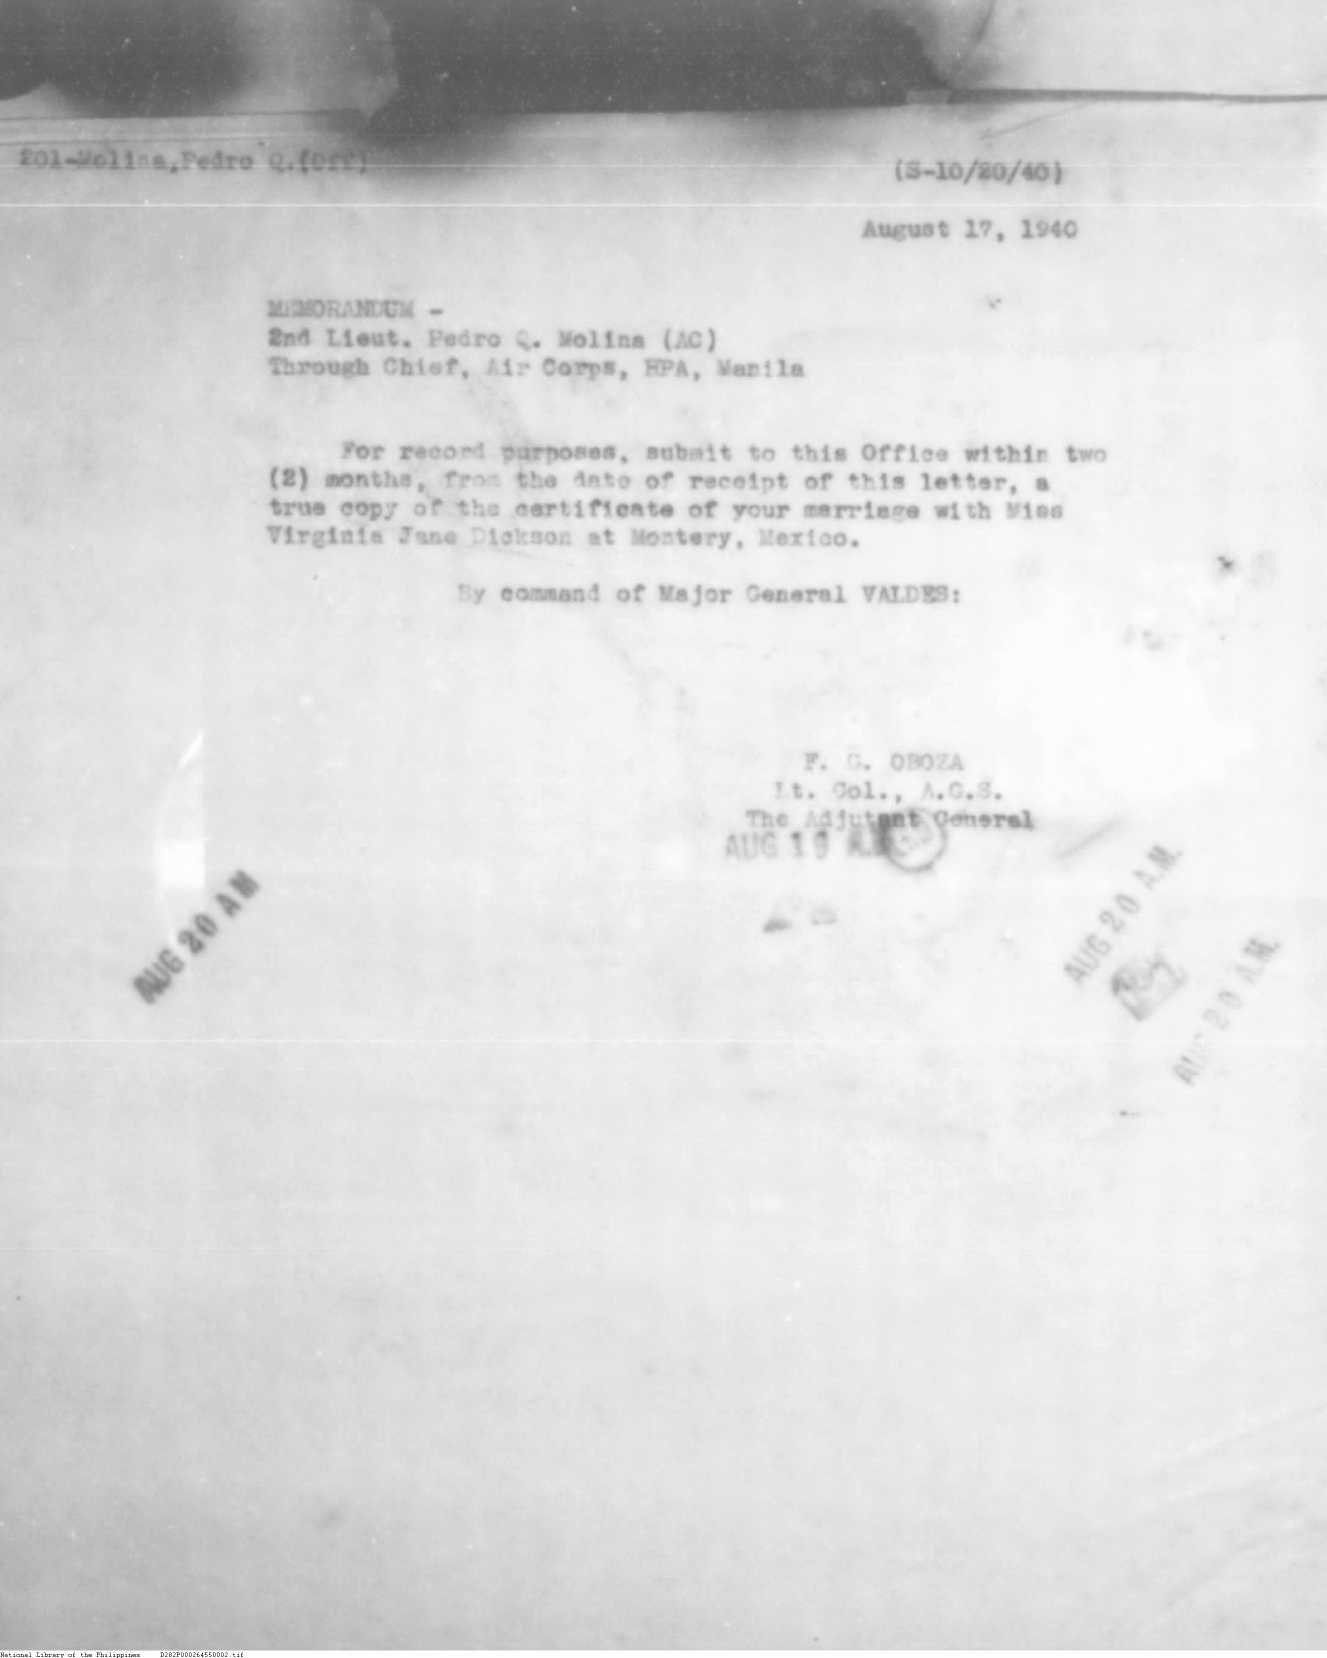 201-Molina,Pedro Q.(Off)
(S-10/20/40)
August 17, 1940
MEMORANDUM -
2nd Lieut. Pedro Q. Molina (AC)
Through Chief, Air Corps, HPA, Manila
For record purposes, submit to this Office within two
(2) months, from the date of receipt of this letter, a
true copy of the certificate of your marriage with Miss
Virginia Jane Dickson at Montery, Mexico.
By command of Major General VALDES:
F. G. OBOZA
Lt. Col., A.G.S.
The Adjutant General
AUG 19 A.M.
AUG 20 AM
AUG 20 A.M.
AUG 20 A.M.
National Library of the Philippines D282P000264550002.tif